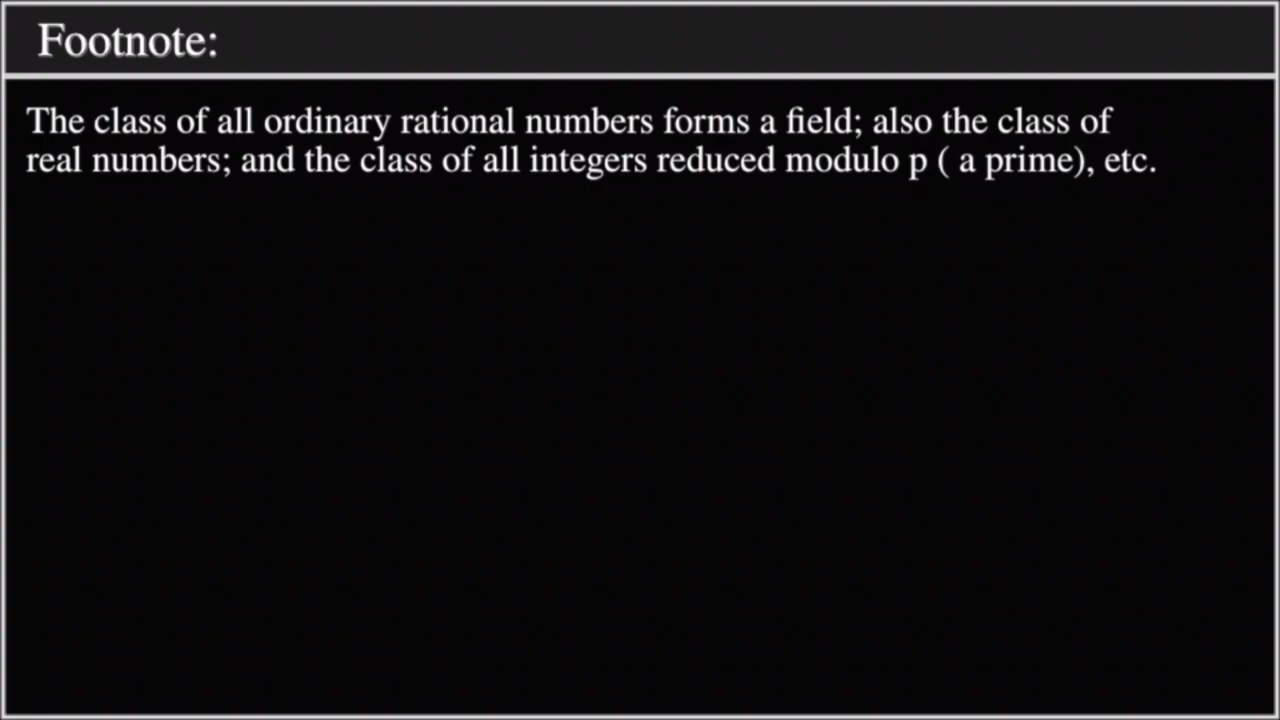 Footnote:
The class of all ordinary rational numbers forms a field; also the class of
real numbers; and the class of all integers reduced modulo p ( a prime), etc.